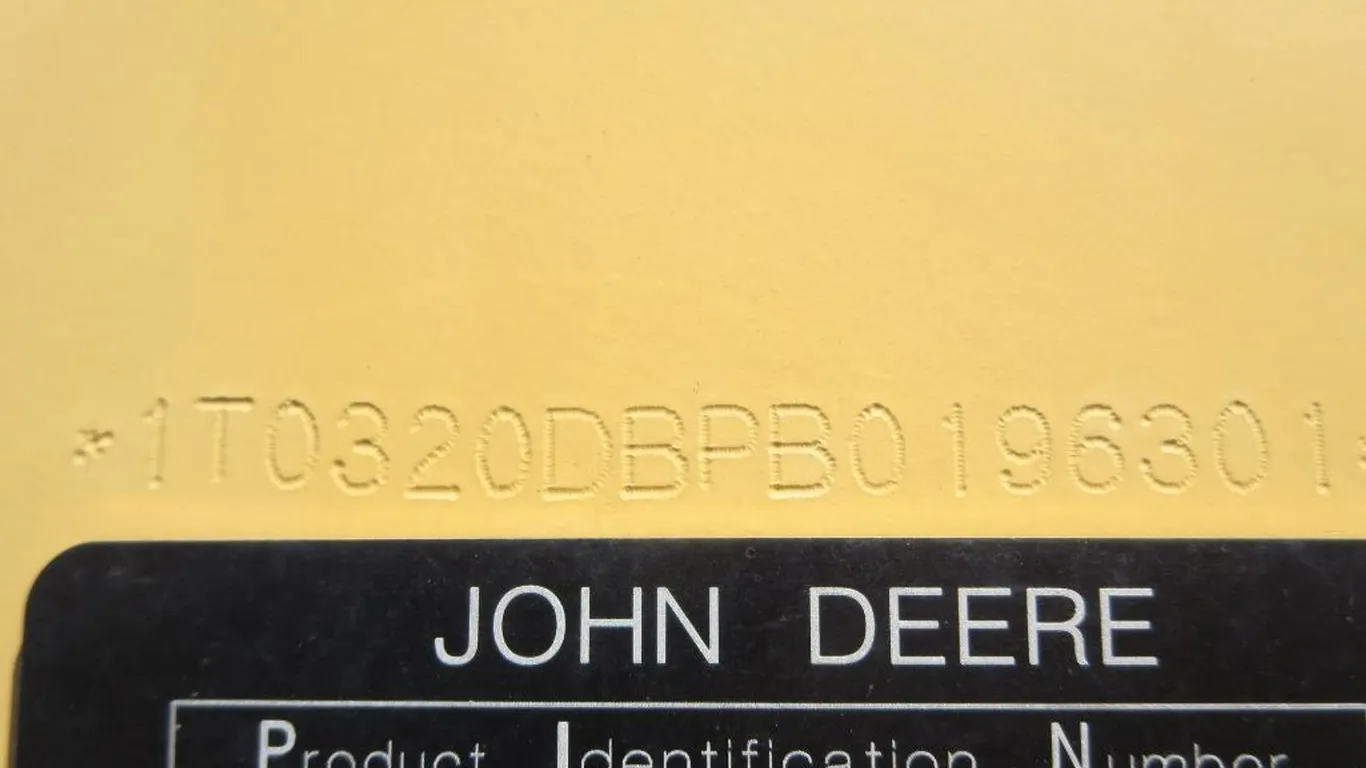 *1T0320DBPB0196301*
JOHN DEERE
Product Identification Number